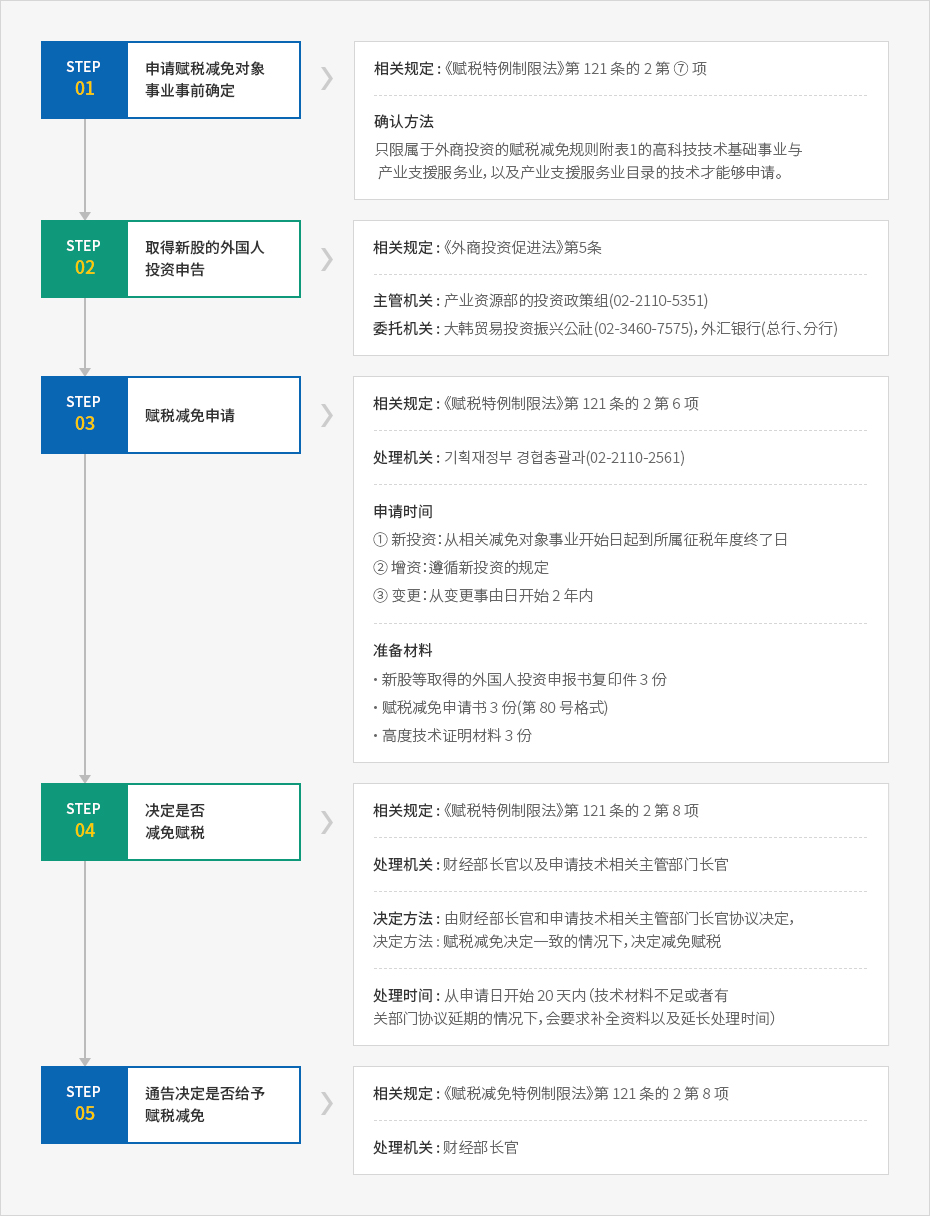 STEP
01
申请赋税减免对象
事业事前确定
相关规定 : 《赋税特例制限法》第 121 条的 2 第 ⑦ 项
确认方法
只限属于外商投资的赋税减免规则附表1的高科技技术基础事业与
产业支援服务业, 以及产业支援服务业目录的技术才能够申请。
STEP
02
取得新股的外国人
投资申告
相关规定 : 《外商投资促进法》第5条
主管机关 : 产业资源部的投资政策组(02-2110-5351)
委托机关 : 大韩贸易投资振兴公社(02-3460-7575), 外汇银行(总行、分行)
STEP
03
赋税减免申请
相关规定 : 《赋税特例制限法》第 121 条的 2 第 6 项
处理机关 : 기획재정부 경협총괄과(02-2110-2561)
申请时间
① 新投资 : 从相关减免对象事业开始日起到所属征税年度终了日
② 增资 : 遵循新投资的规定
③ 变更 : 从变更事由日开始 2 年内
准备材料
• 新股等取得的外国人投资申报书复印件 3 份
• 赋税减免申请书 3 份(第 80 号格式)
• 高度技术证明材料 3 份
STEP
04
决定是否
减免赋税
相关规定 : 《赋税特例制限法》第 121 条的 2 第 8 项
处理机关 : 财经部长官以及申请技术相关主管部门长官
决定方法 : 由财经部长官和申请技术相关主管部门长官协议决定,
决定方法 : 赋税减免决定一致的情况下, 决定减免赋税
处理时间 : 从申请日开始 20 天内 (技术材料不足或者有
关部门协议延期的情况下, 会要求补全资料以及延长处理时间)
STEP
05
通告决定是否给予
赋税减免
相关规定 : 《赋税减免特例制限法》第 121 条的 2 第 8 项
处理机关 : 财经部长官